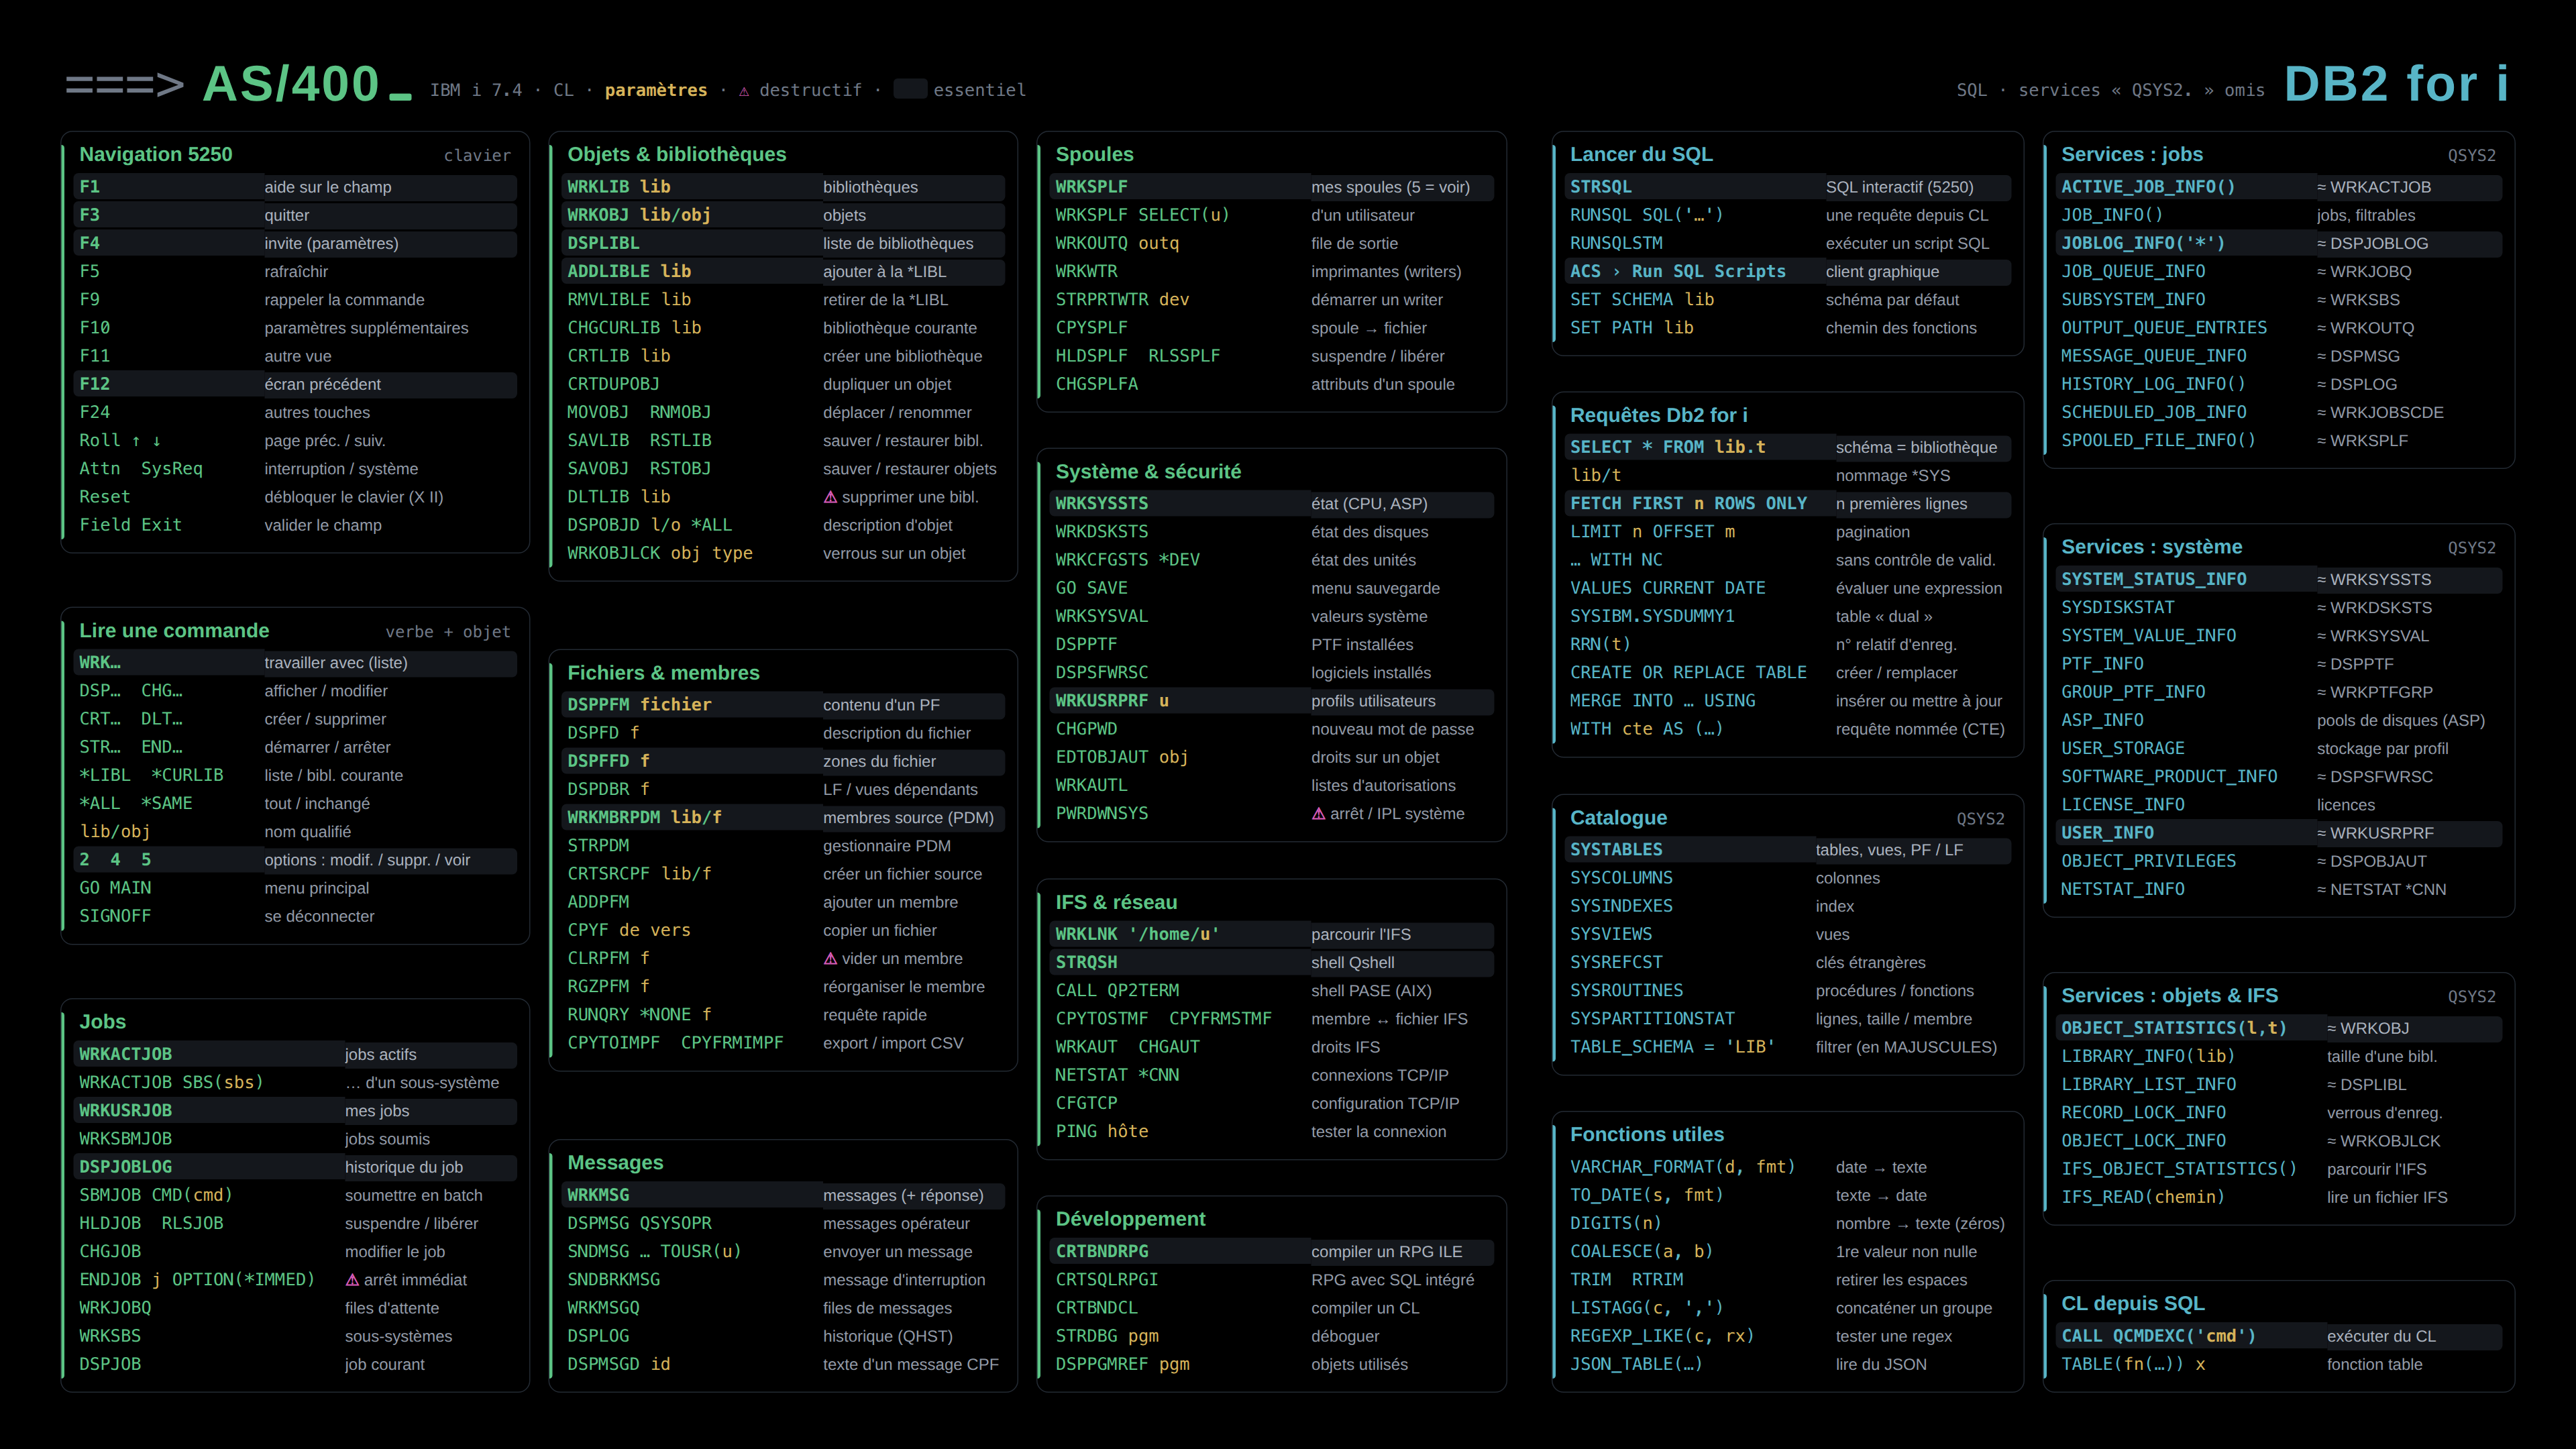 ===> AS/400_ IBM i 7.4 · CL · paramètres · ⚠ destructif · essentiel
SQL · services « QSYS2. » omis DB2 for i
Navigation 5250 clavier
F1 aide sur le champ
F3 quitter
F4 invite (paramètres)
F5 rafraîchir
F9 rappeler la commande
F10 paramètres supplémentaires
F11 autre vue
F12 écran précédent
F24 autres touches
Roll ↑ ↓ page préc. / suiv.
Attn SysReq interruption / système
Reset débloquer le clavier (X II)
Field Exit valider le champ
Lire une commande verbe + objet
WRK… travailler avec (liste)
DSP… CHG… afficher / modifier
CRT… DLT… créer / supprimer
STR… END… démarrer / arrêter
*LIBL *CURLIB liste / bibl. courante
*ALL *SAME tout / inchangé
lib/obj nom qualifié
2 4 5 options : modif. / suppr. / voir
GO MAIN menu principal
SIGNOFF se déconnecter
Jobs
WRKACTJOB jobs actifs
WRKACTJOB SBS(sbs) … d'un sous-système
WRKUSRJOB mes jobs
WRKSBMJOB jobs soumis
DSPJOBLOG historique du job
SBMJOB CMD(cmd) soumettre en batch
HLDJOB RLSJOB suspendre / libérer
CHGJOB modifier le job
ENDJOB j OPTION(*IMMED) ⚠ arrêt immédiat
WRKJOBQ files d'attente
WRKSBS sous-systèmes
DSPJOB job courant
Objets & bibliothèques
WRKLIB lib bibliothèques
WRKOBJ lib/obj objets
DSPLIBL liste de bibliothèques
ADDLIBLE lib ajouter à la *LIBL
RMVLIBLE lib retirer de la *LIBL
CHGCURLIB lib bibliothèque courante
CRTLIB lib créer une bibliothèque
CRTDUPOBJ dupliquer un objet
MOVOBJ RNMOBJ déplacer / renommer
SAVLIB RSTLIB sauver / restaurer bibl.
SAVOBJ RSTOBJ sauver / restaurer objets
DLTLIB lib ⚠ supprimer une bibl.
DSPOBJD l/o *ALL description d'objet
WRKOBJLCK obj type verrous sur un objet
Fichiers & membres
DSPPFM fichier contenu d'un PF
DSPFD f description du fichier
DSPFFD f zones du fichier
DSPDBR f LF / vues dépendants
WRKMBRPDM lib/f membres source (PDM)
STRPDM gestionnaire PDM
CRTSRCPF lib/f créer un fichier source
ADDPFM ajouter un membre
CPYF de vers copier un fichier
CLRPFM f ⚠ vider un membre
RGZPFM f réorganiser le membre
RUNQRY *NONE f requête rapide
CPYTOIMPF CPYFRMIMPF export / import CSV
Messages
WRKMSG messages (+ réponse)
DSPMSG QSYSOPR messages opérateur
SNDMSG … TOUSR(u) envoyer un message
SNDBRKMSG message d'interruption
WRKMSGQ files de messages
DSPLOG historique (QHST)
DSPMSGD id texte d'un message CPF
Spoules
WRKSPLF mes spoules (5 = voir)
WRKSPLF SELECT(u) d'un utilisateur
WRKOUTQ outq file de sortie
WRKWTR imprimantes (writers)
STRPRTWTR dev démarrer un writer
CPYSPLF spoule → fichier
HLDSPLF RLSSPLF suspendre / libérer
CHGSPLFA attributs d'un spoule
Système & sécurité
WRKSYSSTS état (CPU, ASP)
WRKDSKSTS état des disques
WRKCFGSTS *DEV état des unités
GO SAVE menu sauvegarde
WRKSYSVAL valeurs système
DSPPTF PTF installées
DSPSFWRSC logiciels installés
WRKUSRPRF u profils utilisateurs
CHGPWD nouveau mot de passe
EDTOBJAUT obj droits sur un objet
WRKAUTL listes d'autorisations
PWRDWNSYS ⚠ arrêt / IPL système
IFS & réseau
WRKLNK '/home/u' parcourir l'IFS
STRQSH shell Qshell
CALL QP2TERM shell PASE (AIX)
CPYTOSTMF CPYFRMSTMF membre ↔ fichier IFS
WRKAUT CHGAUT droits IFS
NETSTAT *CNN connexions TCP/IP
CFGTCP configuration TCP/IP
PING hôte tester la connexion
Développement
CRTBNDRPG compiler un RPG ILE
CRTSQLRPGI RPG avec SQL intégré
CRTBNDCL compiler un CL
STRDBG pgm déboguer
DSPPGMREF pgm objets utilisés
Lancer du SQL
STRSQL SQL interactif (5250)
RUNSQL SQL('…') une requête depuis CL
RUNSQLSTM exécuter un script SQL
ACS › Run SQL Scripts client graphique
SET SCHEMA lib schéma par défaut
SET PATH lib chemin des fonctions
Requêtes Db2 for i
SELECT * FROM lib.t schéma = bibliothèque
lib/t nommage *SYS
FETCH FIRST n ROWS ONLY n premières lignes
LIMIT n OFFSET m pagination
… WITH NC sans contrôle de valid.
VALUES CURRENT DATE évaluer une expression
SYSIBM.SYSDUMMY1 table « dual »
RRN(t) n° relatif d'enreg.
CREATE OR REPLACE TABLE créer / remplacer
MERGE INTO … USING insérer ou mettre à jour
WITH cte AS (…) requête nommée (CTE)
Catalogue QSYS2
SYSTABLES tables, vues, PF / LF
SYSCOLUMNS colonnes
SYSINDEXES index
SYSVIEWS vues
SYSREFCST clés étrangères
SYSROUTINES procédures / fonctions
SYSPARTITIONSTAT lignes, taille / membre
TABLE_SCHEMA = 'LIB' filtrer (en MAJUSCULES)
Fonctions utiles
VARCHAR_FORMAT(d, fmt) date → texte
TO_DATE(s, fmt) texte → date
DIGITS(n) nombre → texte (zéros)
COALESCE(a, b) 1re valeur non nulle
TRIM RTRIM retirer les espaces
LISTAGG(c, ',') concaténer un groupe
REGEXP_LIKE(c, rx) tester une regex
JSON_TABLE(…) lire du JSON
Services : jobs QSYS2
ACTIVE_JOB_INFO() ≈ WRKACTJOB
JOB_INFO() jobs, filtrables
JOBLOG_INFO('*') ≈ DSPJOBLOG
JOB_QUEUE_INFO ≈ WRKJOBQ
SUBSYSTEM_INFO ≈ WRKSBS
OUTPUT_QUEUE_ENTRIES ≈ WRKOUTQ
MESSAGE_QUEUE_INFO ≈ DSPMSG
HISTORY_LOG_INFO() ≈ DSPLOG
SCHEDULED_JOB_INFO ≈ WRKJOBSCDE
SPOOLED_FILE_INFO() ≈ WRKSPLF
Services : système QSYS2
SYSTEM_STATUS_INFO ≈ WRKSYSSTS
SYSDISKSTAT ≈ WRKDSKSTS
SYSTEM_VALUE_INFO ≈ WRKSYSVAL
PTF_INFO ≈ DSPPTF
GROUP_PTF_INFO ≈ WRKPTFGRP
ASP_INFO pools de disques (ASP)
USER_STORAGE stockage par profil
SOFTWARE_PRODUCT_INFO ≈ DSPSFWRSC
LICENSE_INFO licences
USER_INFO ≈ WRKUSRPRF
OBJECT_PRIVILEGES ≈ DSPOBJAUT
NETSTAT_INFO ≈ NETSTAT *CNN
Services : objets & IFS QSYS2
OBJECT_STATISTICS(l,t) ≈ WRKOBJ
LIBRARY_INFO(lib) taille d'une bibl.
LIBRARY_LIST_INFO ≈ DSPLIBL
RECORD_LOCK_INFO verrous d'enreg.
OBJECT_LOCK_INFO ≈ WRKOBJLCK
IFS_OBJECT_STATISTICS() parcourir l'IFS
IFS_READ(chemin) lire un fichier IFS
CL depuis SQL
CALL QCMDEXC('cmd') exécuter du CL
TABLE(fn(…)) x fonction table